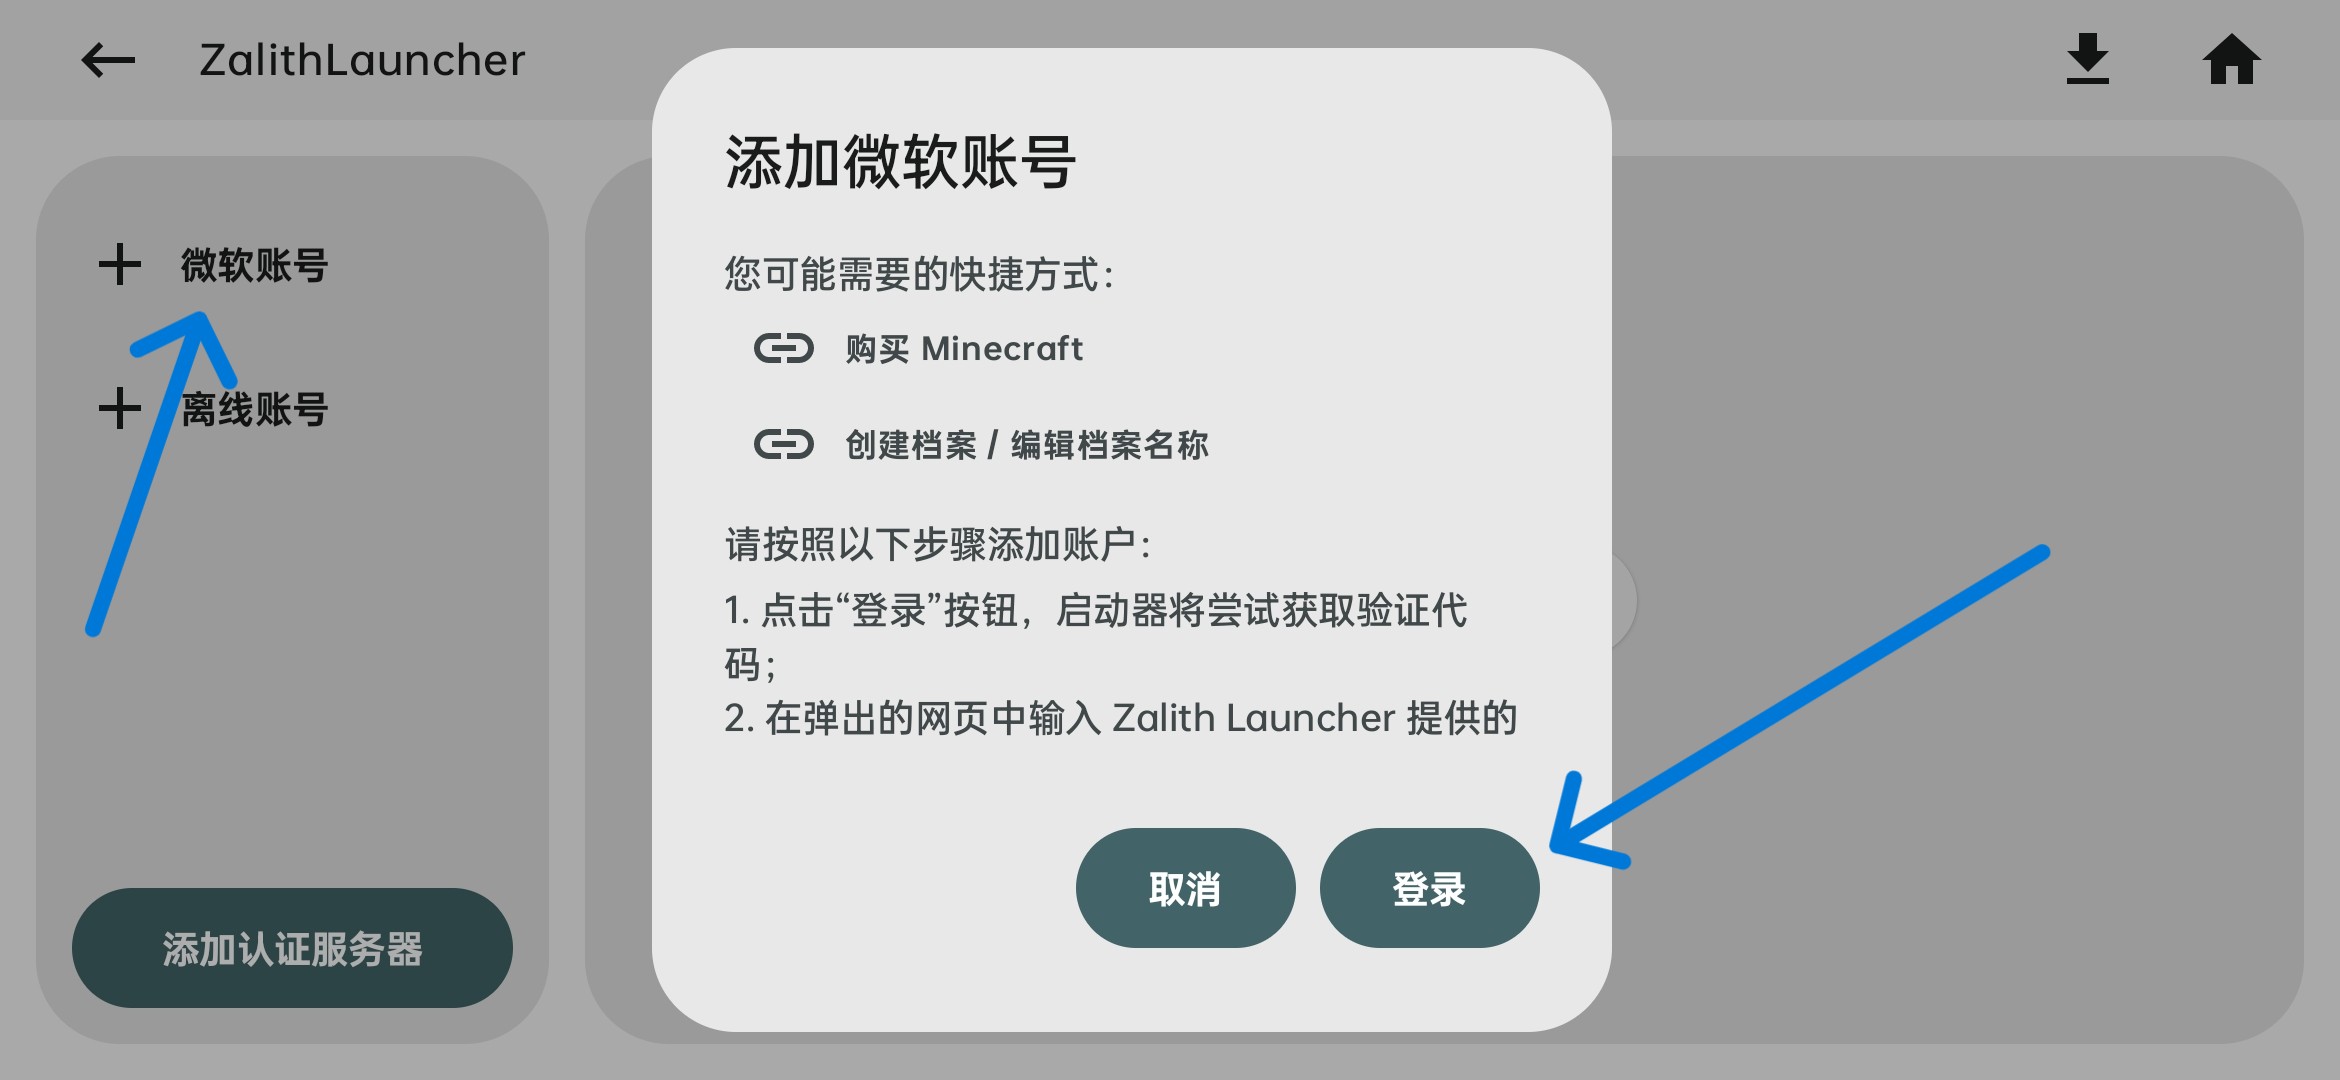 ZalithLauncher
微软账号
离线账号
添加认证服务器
添加微软账号
您可能需要的快捷方式：
购买 Minecraft
创建档案 / 编辑档案名称
请按照以下步骤添加账户：
1. 点击“登录”按钮，启动器将尝试获取验证代
码；
2. 在弹出的网页中输入 Zalith Launcher 提供的
取消
登录